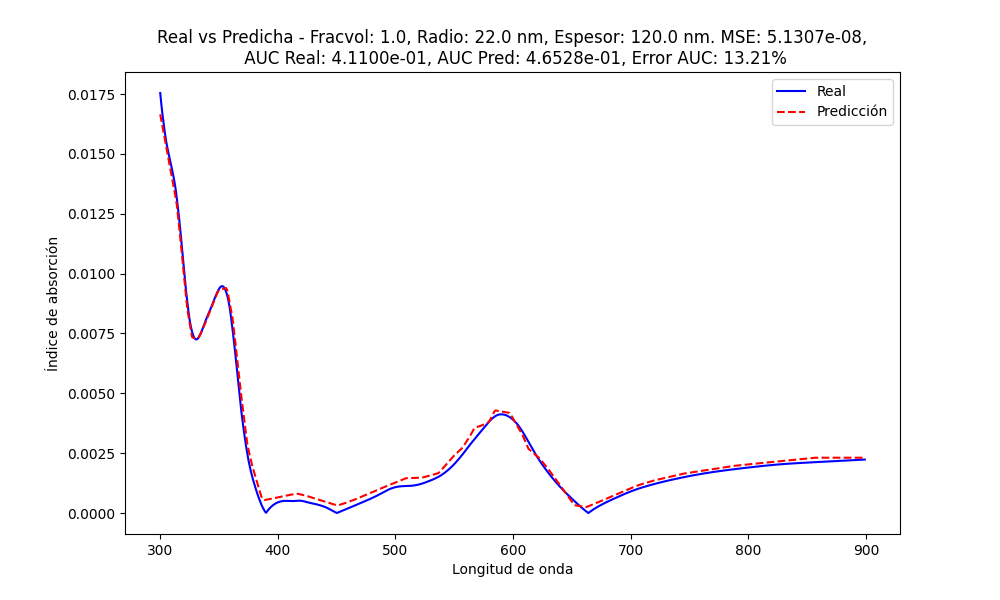 Real vs Predicha - Fracvol: 1.0, Radio: 22.0 nm, Espesor: 120.0 nm. MSE: 5.1307e-08,
AUC Real: 4.1100e-01, AUC Pred: 4.6528e-01, Error AUC: 13.21%
Real
Predicción
Índice de absorción
0.0175
0.0150
0.0125
0.0100
0.0075
0.0050
0.0025
0.0000
300 400 500 600 700 800 900
Longitud de onda